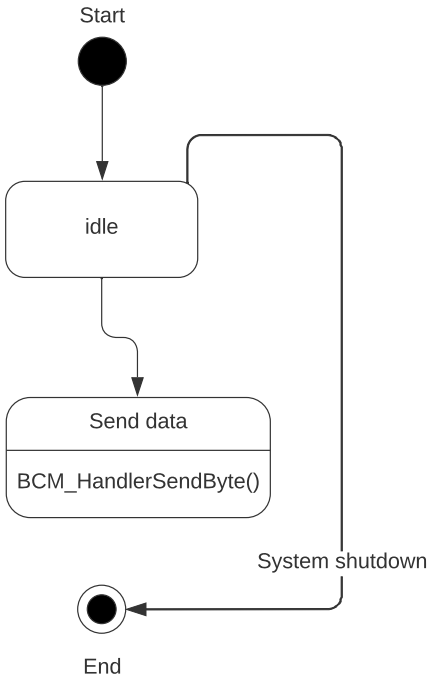 Start
idle
Send data
BCM_HandlerSendByte()
System shutdown
End